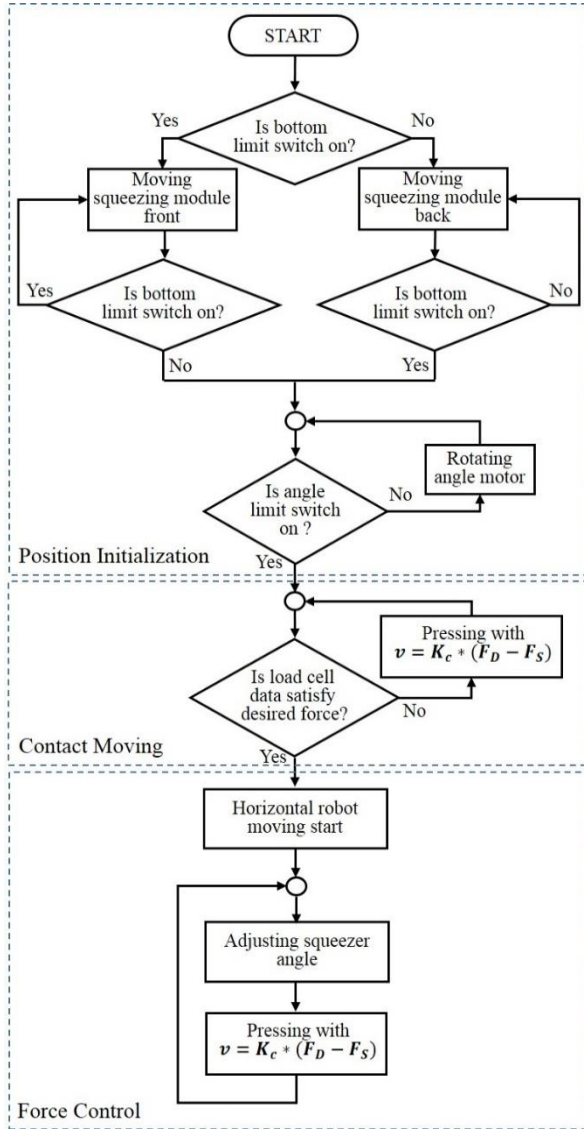 START
Is bottom
limit switch on?
Yes
No
Moving
squeezing module
front
Moving
squeezing module
back
Is bottom
limit switch on?
Yes
No
Is bottom
limit switch on?
No
Yes
Is angle
limit switch
on ?
No
Rotating
angle motor
Yes
Position Initialization
Is load cell
data satisfy
desired force?
No
Pressing with
v = K_c * (F_D − F_S)
Yes
Contact Moving
Horizontal robot
moving start
Adjusting squeezer
angle
Pressing with
v = K_c * (F_D − F_S)
Force Control